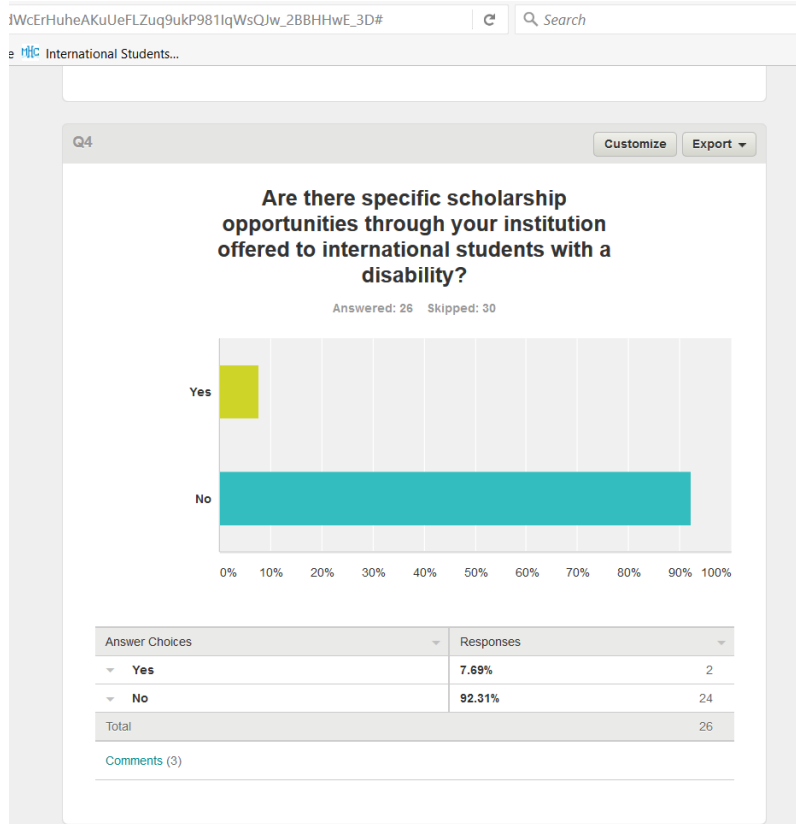 dWcErHuheAKuUeFLZuq9ukP981IqWsQJw_2BBHHwE_3D#
Search
e MHC International Students...
Q4
Customize
Export
Are there specific scholarship
opportunities through your institution
offered to international students with a
disability?
Answered: 26 Skipped: 30
Yes
No
0% 10% 20% 30% 40% 50% 60% 70% 80% 90% 100%
Answer Choices Responses
Yes 7.69% 2
No 92.31% 24
Total 26
Comments (3)